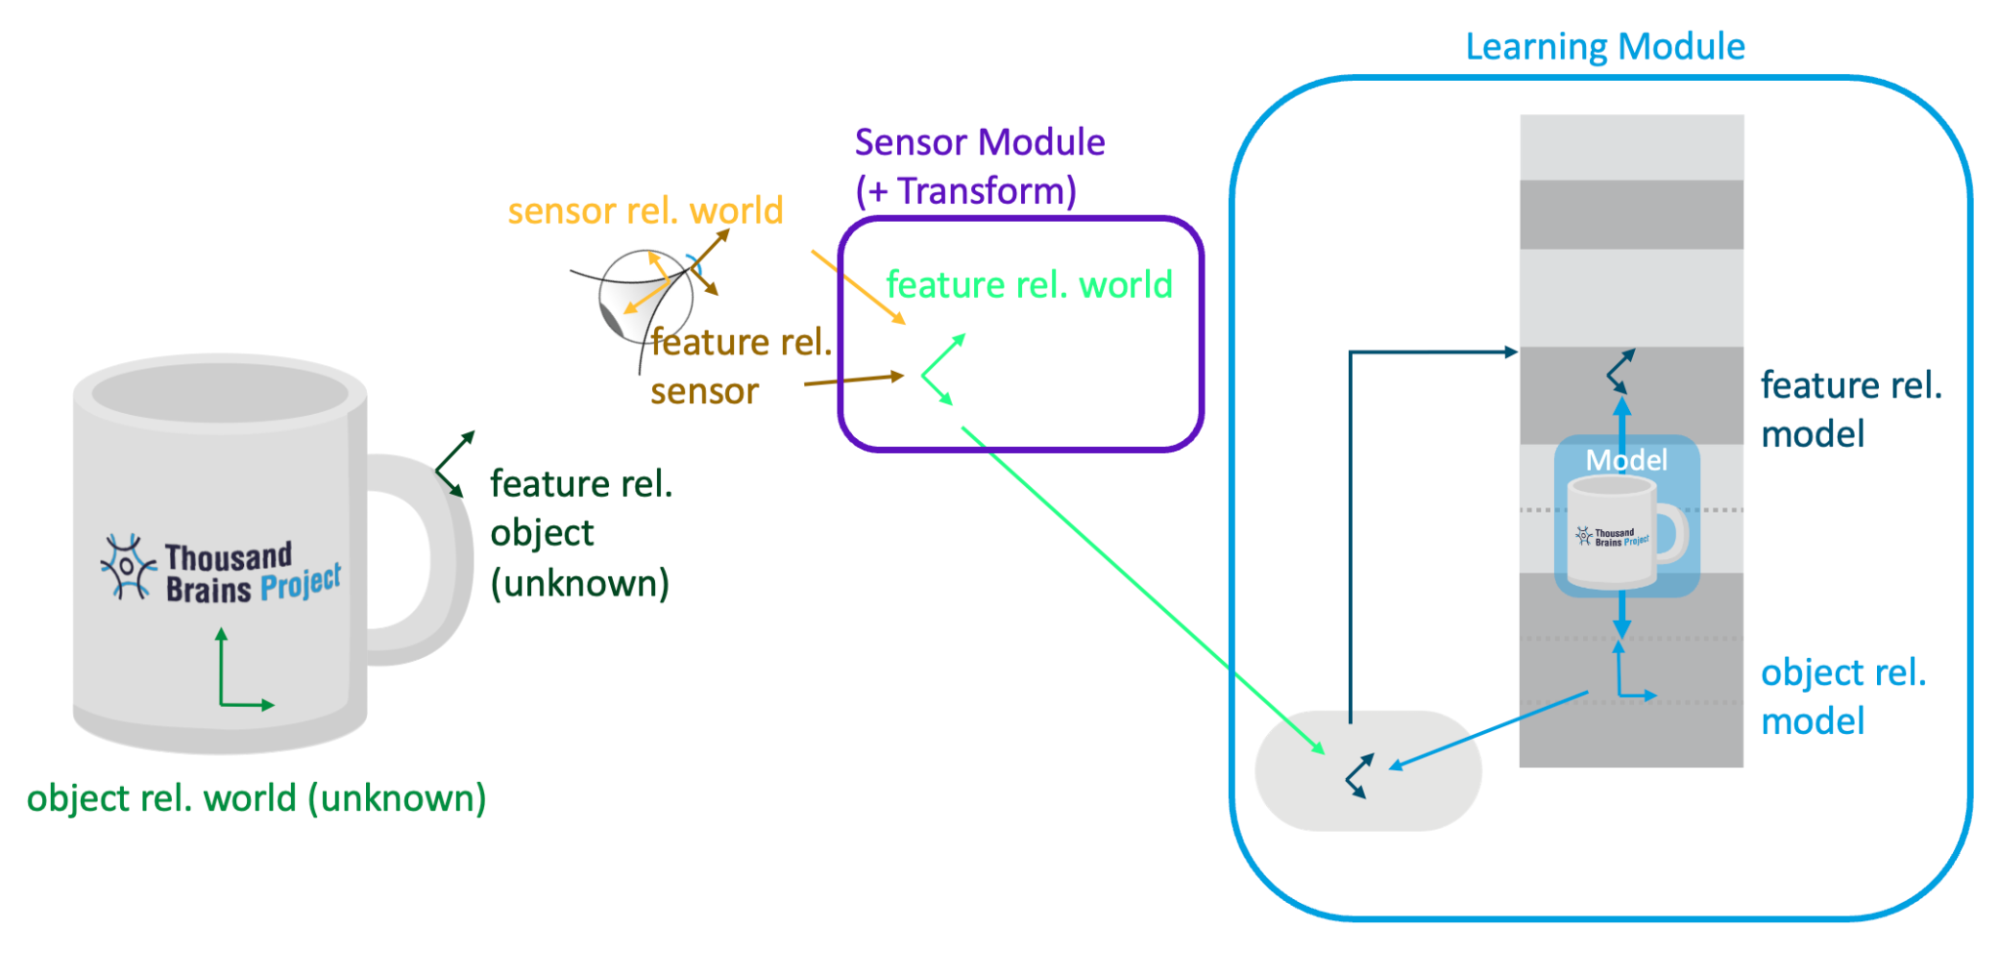 Learning Module
Sensor Module
(+ Transform)
sensor rel. world
feature rel. world
feature rel.
sensor
feature rel.
model
Model
Thousand
Brains Project
feature rel.
object
(unknown)
Thousand
Brains Project
object rel.
model
object rel. world (unknown)